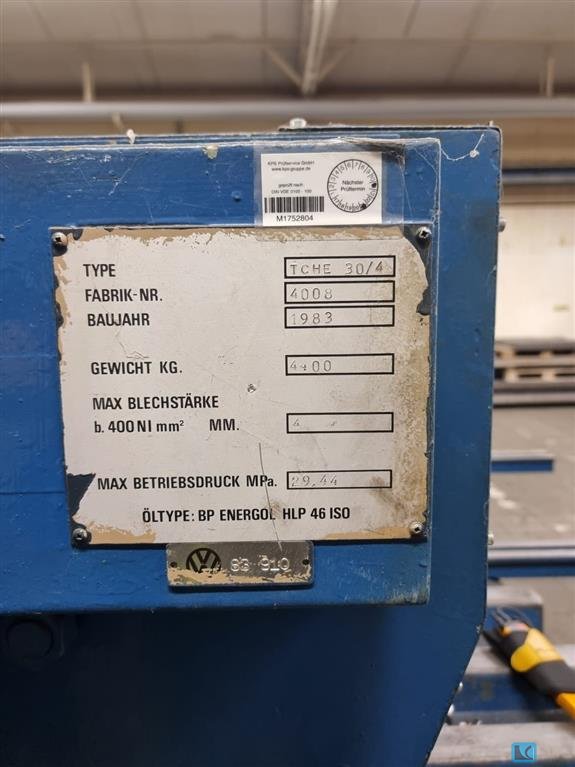 KPS Prüfservice GmbH
www.kps-gruppe.de
geprüft nach:
DIN VDE 0105 - 100
Nächster
Prüftermin
M1752804
TYPE TCHE 30/4
FABRIK-NR. 4008
BAUJAHR 1983
GEWICHT KG. 4400
MAX BLECHSTÄRKE
b. 400 N I mm² MM. 4
MAX BETRIEBSDRUCK MPa. 29,44
ÖLTYPE: BP ENERGOL HLP 46 ISO
VW 83 910